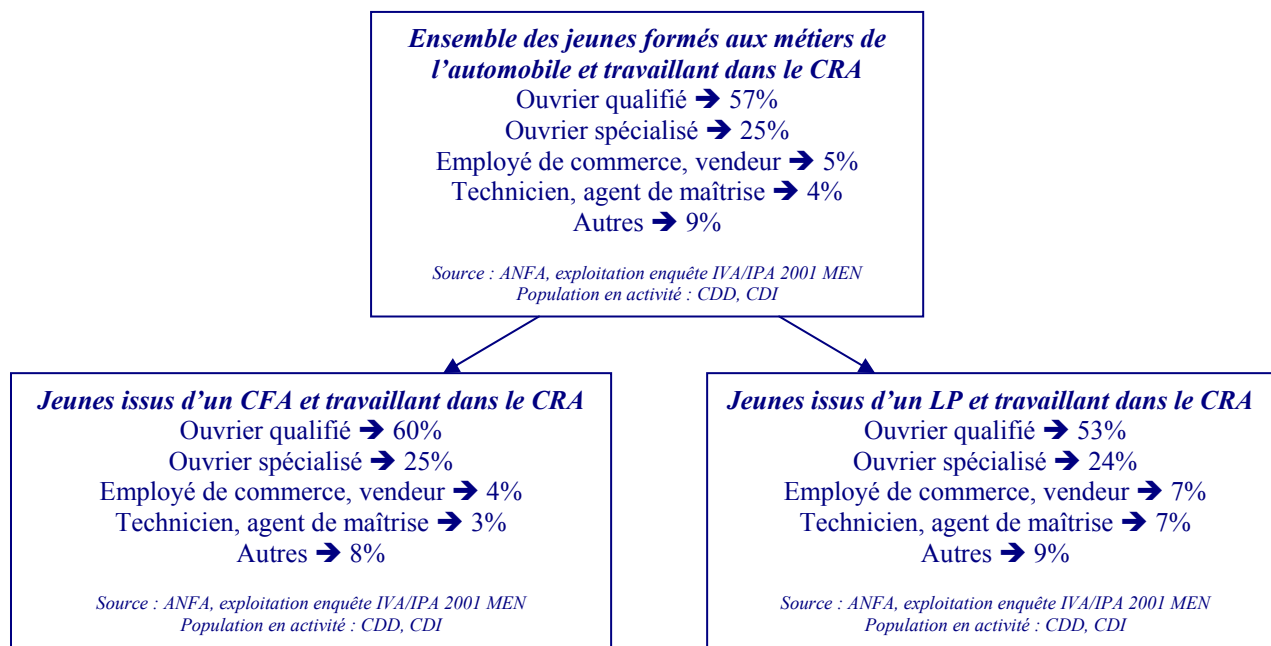 Ensemble des jeunes formés aux métiers de
l'automobile et travaillant dans le CRA
Ouvrier qualifié ➔ 57%
Ouvrier spécialisé ➔ 25%
Employé de commerce, vendeur ➔ 5%
Technicien, agent de maîtrise ➔ 4%
Autres ➔ 9%
Source : ANFA, exploitation enquête IVA/IPA 2001 MEN
Population en activité : CDD, CDI
Jeunes issus d'un CFA et travaillant dans le CRA
Ouvrier qualifié ➔ 60%
Ouvrier spécialisé ➔ 25%
Employé de commerce, vendeur ➔ 4%
Technicien, agent de maîtrise ➔ 3%
Autres ➔ 8%
Source : ANFA, exploitation enquête IVA/IPA 2001 MEN
Population en activité : CDD, CDI
Jeunes issus d'un LP et travaillant dans le CRA
Ouvrier qualifié ➔ 53%
Ouvrier spécialisé ➔ 24%
Employé de commerce, vendeur ➔ 7%
Technicien, agent de maîtrise ➔ 7%
Autres ➔ 9%
Source : ANFA, exploitation enquête IVA/IPA 2001 MEN
Population en activité : CDD, CDI